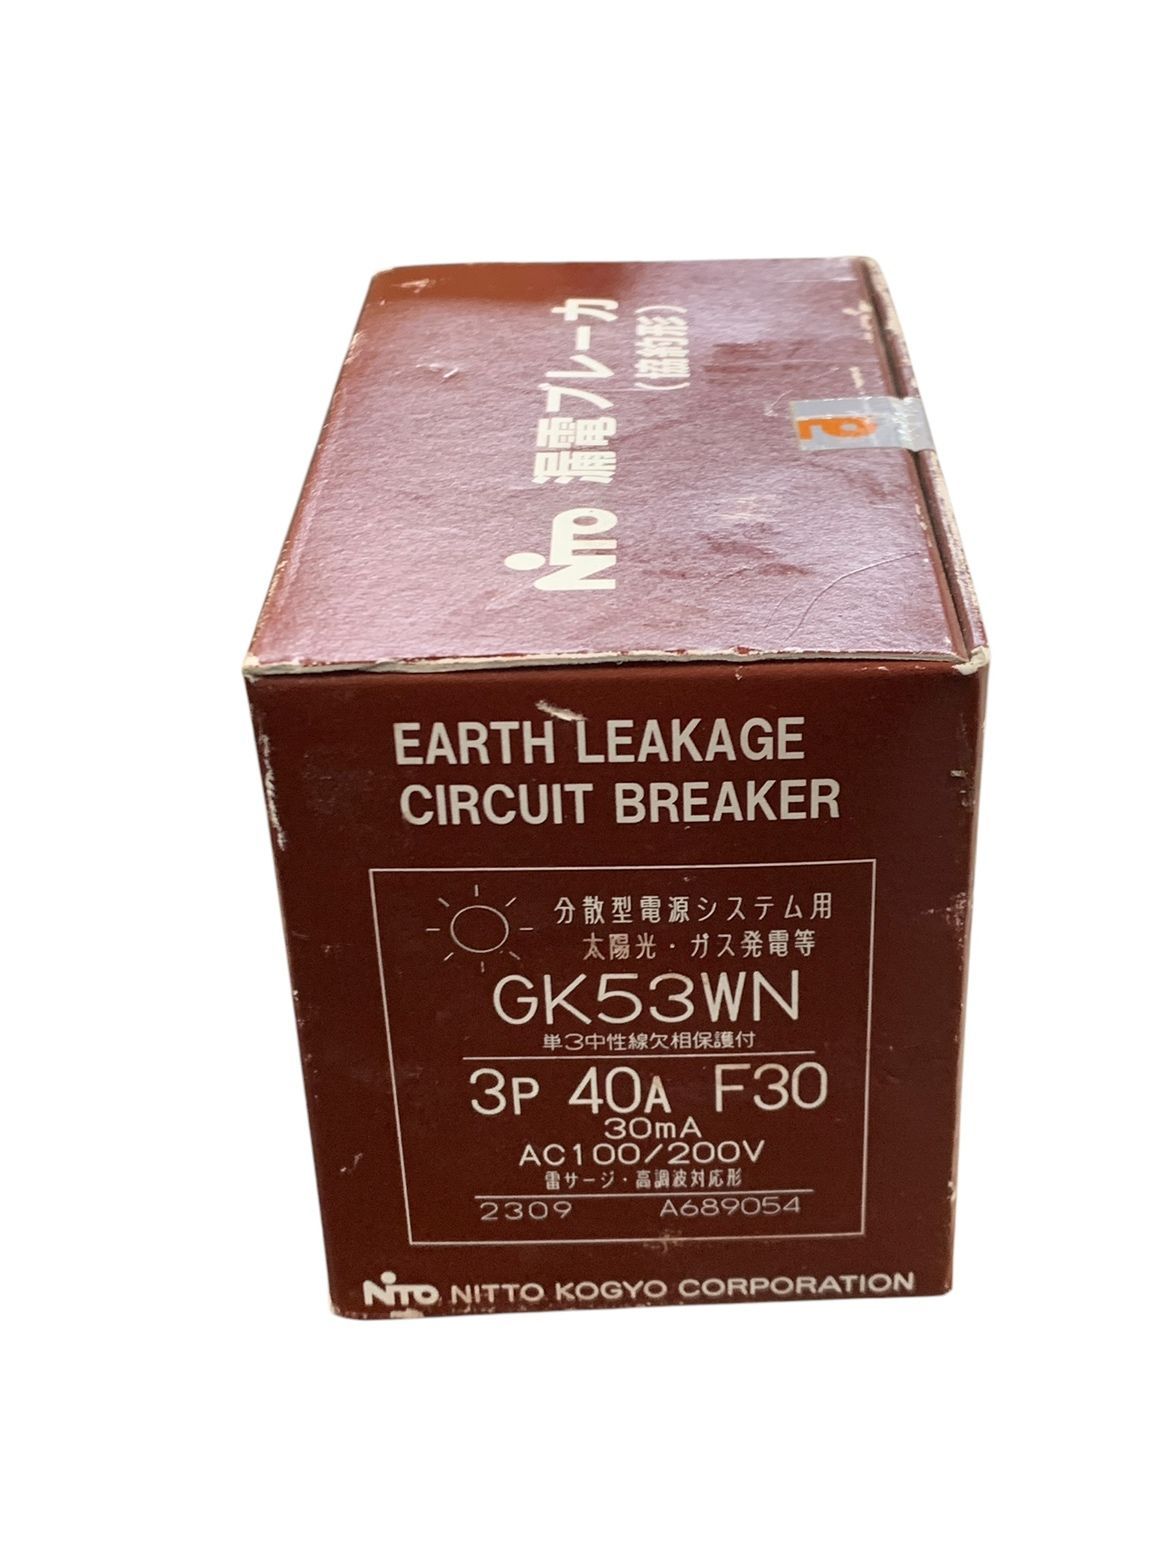 NiTO 漏電ブレーカ
(協約形)
EARTH LEAKAGE
CIRCUIT BREAKER
分散型電源システム用
太陽光・ガス発電等
GK53WN
単3中性線欠相保護付
3P 40A F30
30mA
AC100/200V
雷サージ・高調波対応形
2309 A689054
NiTO NITTO KOGYO CORPORATION